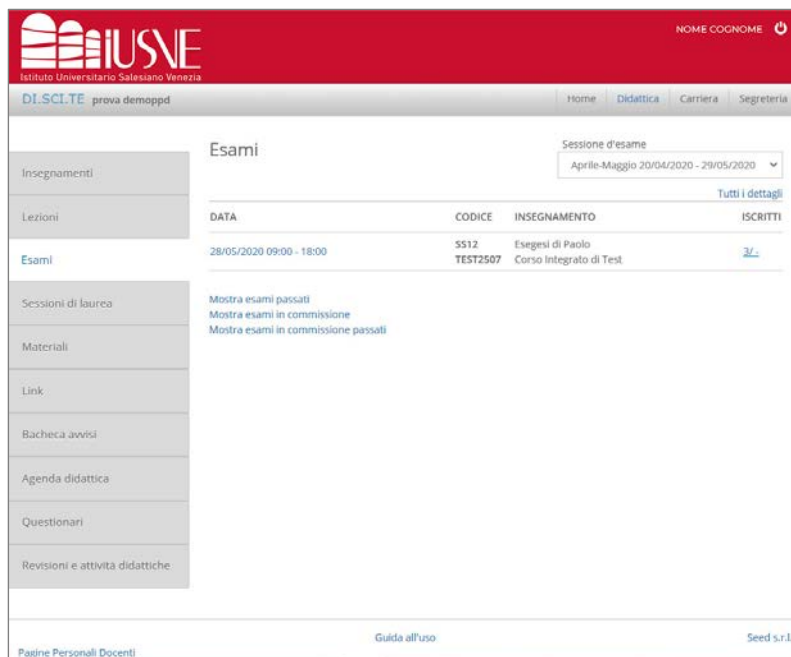 IUSVE
Istituto Universitario Salesiano Venezia
NOME COGNOME
DI.SCI.TE prova demoppd
Home Didattica Carriera Segreteria
Insegnamenti
Lezioni
Esami
Sessioni di laurea
Materiali
Link
Bacheca avvisi
Agenda didattica
Questionari
Revisioni e attività didattiche
Esami
Sessione d'esame
Aprile-Maggio 20/04/2020 - 29/05/2020
Tutti i dettagli
DATA CODICE INSEGNAMENTO ISCRITTI
28/05/2020 09:00 - 18:00 SS12 Esegesi di Paolo 3/ -
TEST2507 Corso Integrato di Test
Mostra esami passati
Mostra esami in commissione
Mostra esami in commissione passati
Guida all'uso Seed s.r.l.
Pagine Personali Docenti